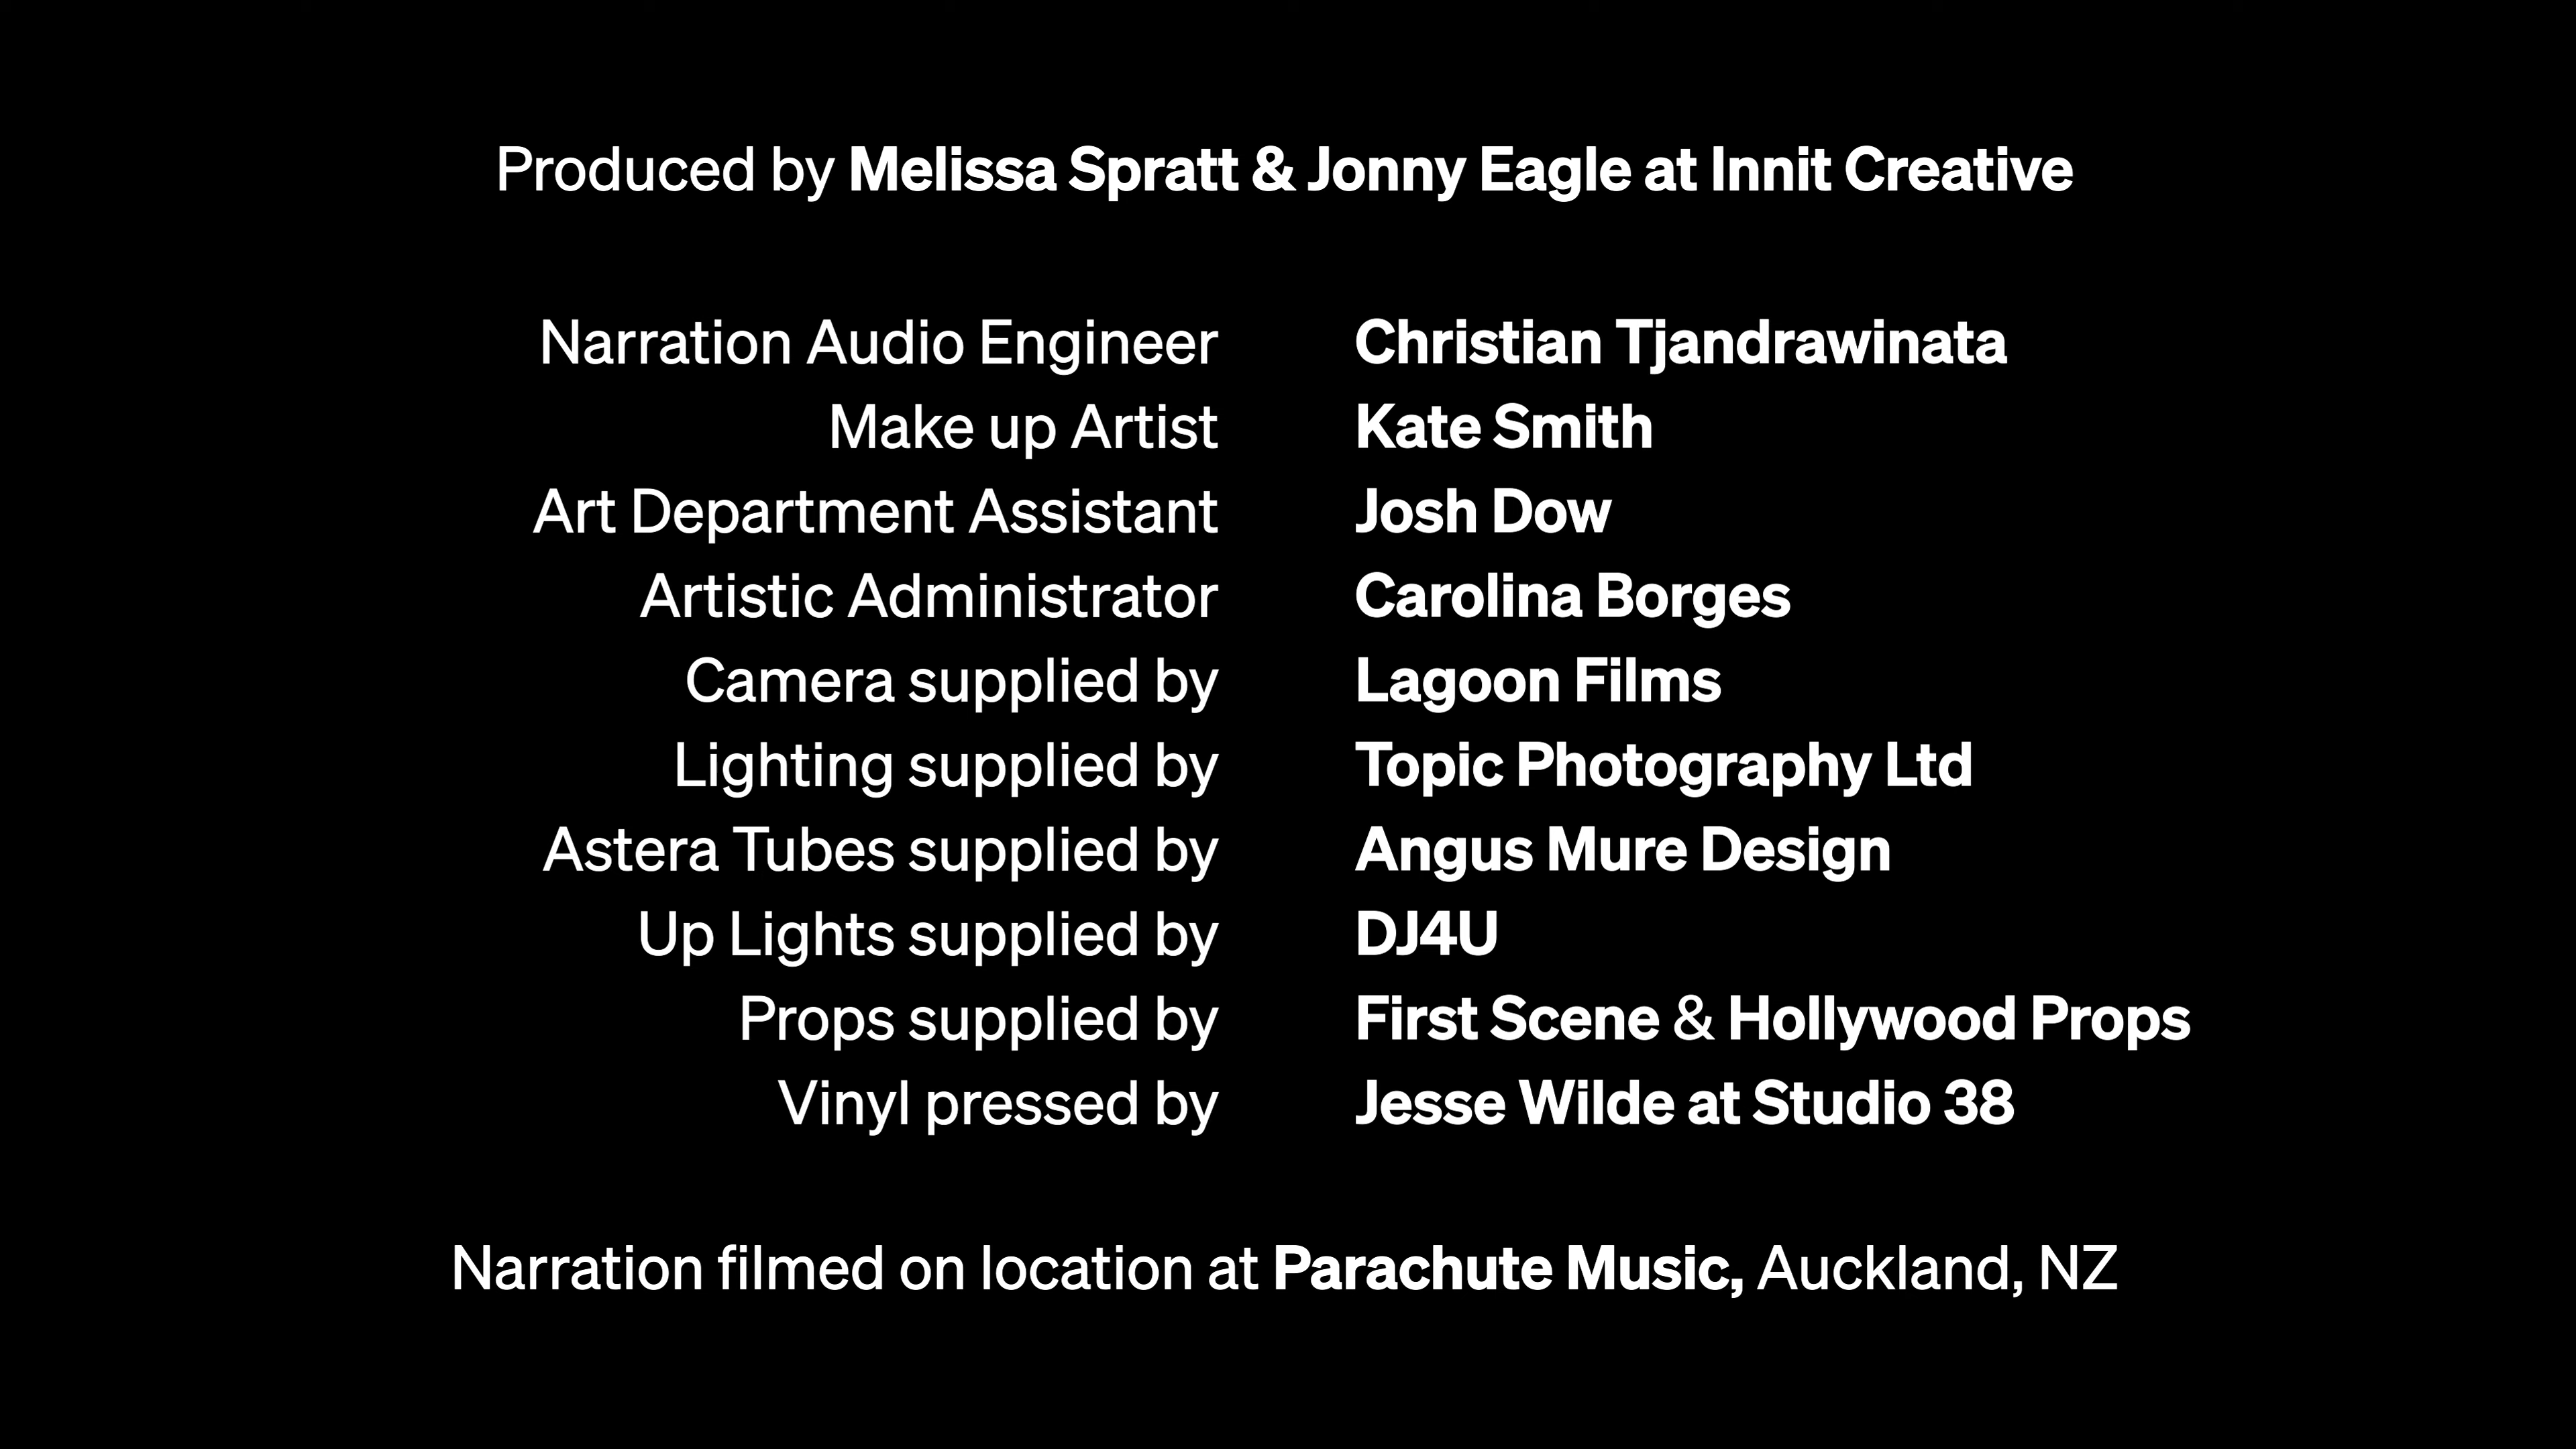 Produced by Melissa Spratt & Jonny Eagle at Innit Creative
Narration Audio Engineer Christian Tjandrawinata
Make up Artist Kate Smith
Art Department Assistant Josh Dow
Artistic Administrator Carolina Borges
Camera supplied by Lagoon Films
Lighting supplied by Topic Photography Ltd
Astera Tubes supplied by Angus Mure Design
Up Lights supplied by DJ4U
Props supplied by First Scene & Hollywood Props
Vinyl pressed by Jesse Wilde at Studio 38
Narration filmed on location at Parachute Music, Auckland, NZ